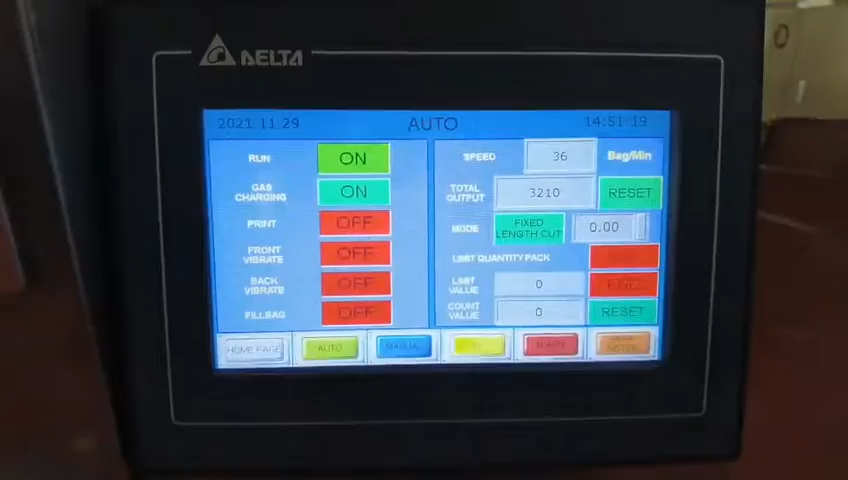 DELTA
2021.11.29 AUTO 14:51:19
RUN ON
GAS CHARGING ON
PRINT OFF
FRONT VIBRATE OFF
BACK VIBRATE OFF
FILLBAG OFF
SPEED 36 Bag/Min
TOTAL OUTPUT 3210 RESET
MODE FIXED LENGTH CUT 0.00
LIMIT QUANTITY PACK
LIMIT VALUE 0
COUNT VALUE 0 RESET
HOME PAGE AUTO MANUAL